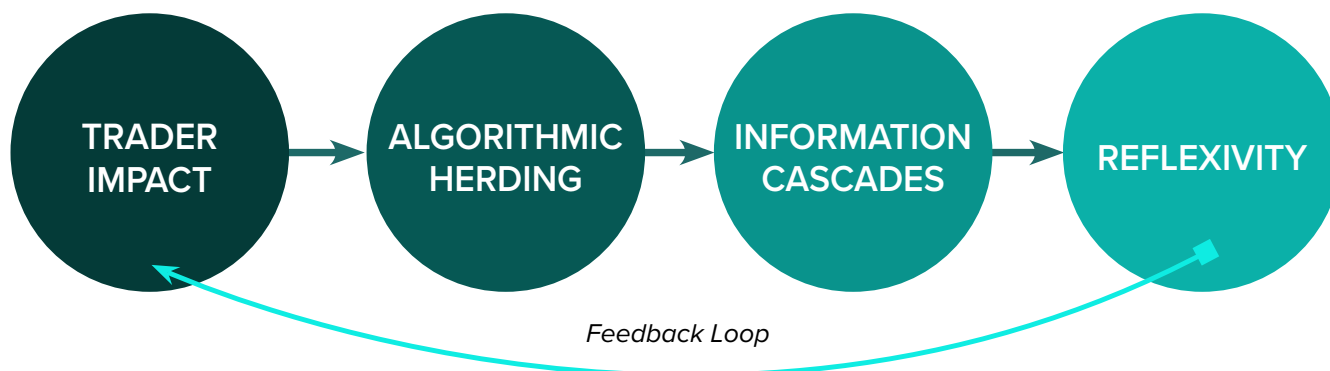 TRADER
IMPACT
ALGORITHMIC
HERDING
INFORMATION
CASCADES
REFLEXIVITY
Feedback Loop